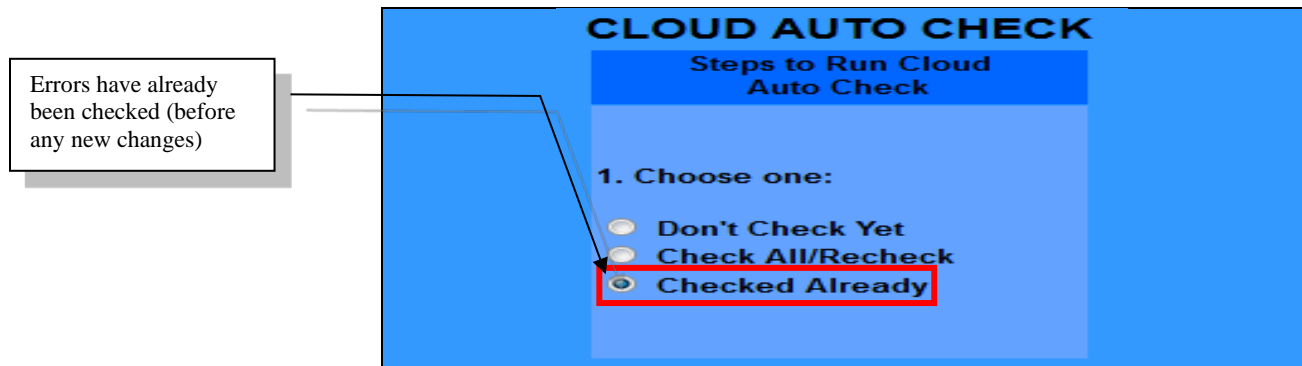 CLOUD AUTO CHECK
Steps to Run Cloud
Auto Check
Errors have already
been checked (before
any new changes)
1. Choose one:
Don't Check Yet
Check All/Recheck
Checked Already